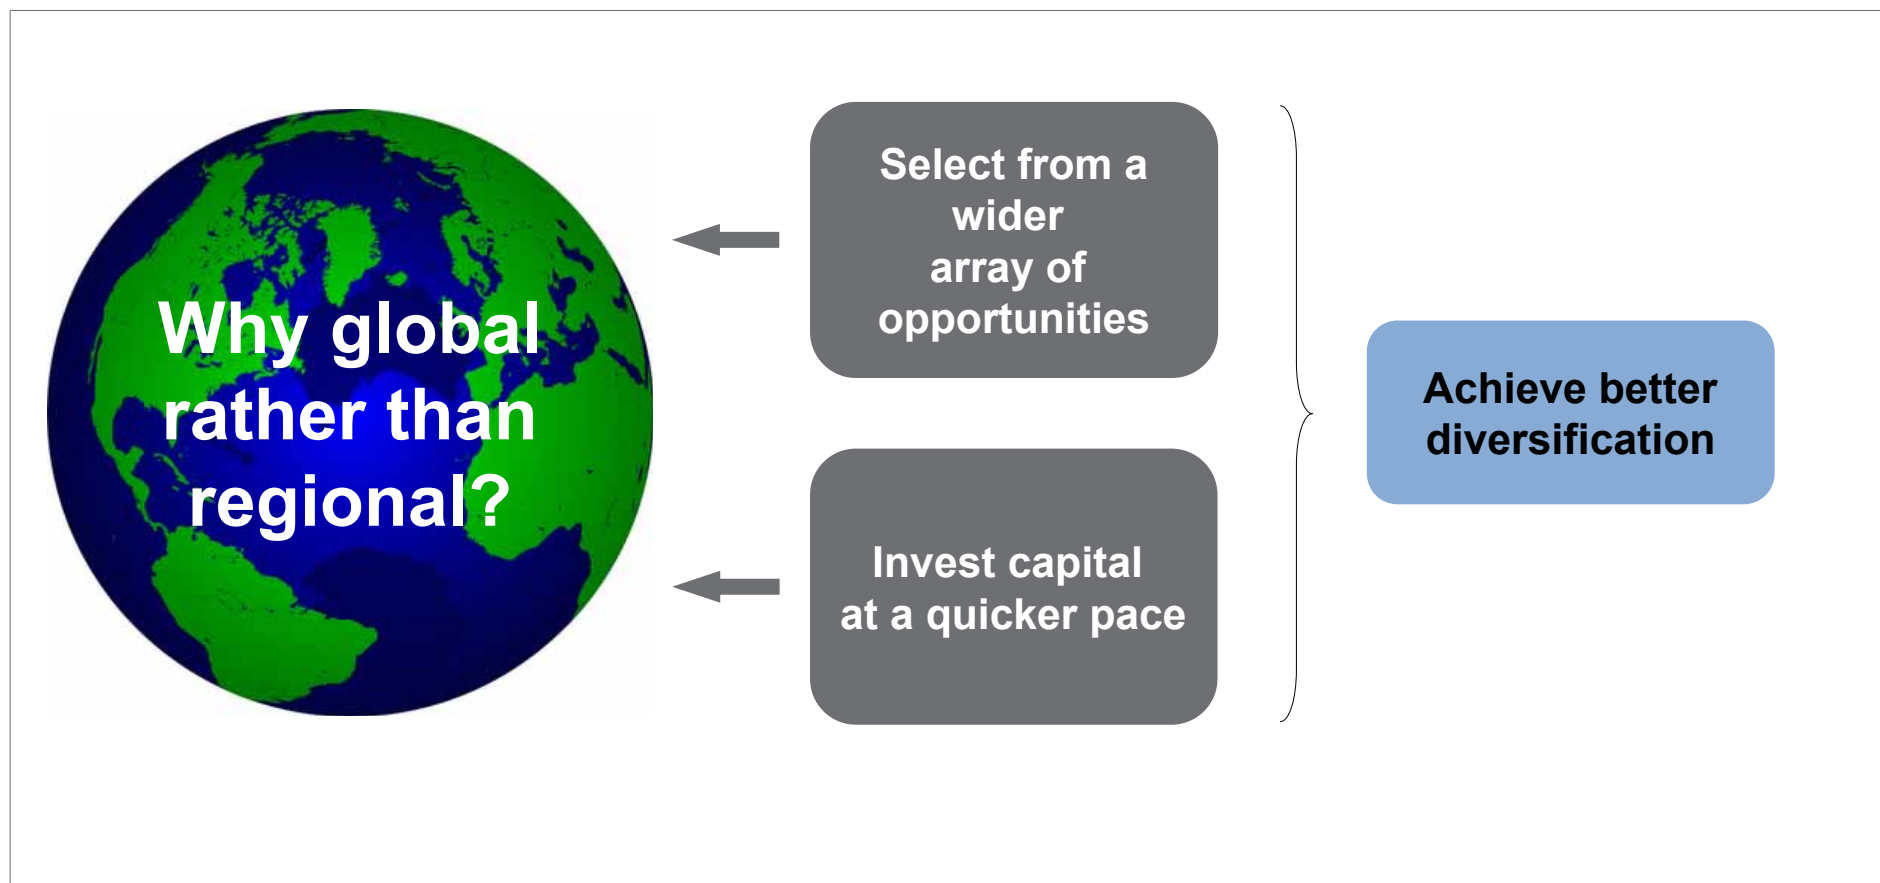 Why global
rather than
regional?
Select from a
wider
array of
opportunities
Invest capital
at a quicker pace
Achieve better
diversification